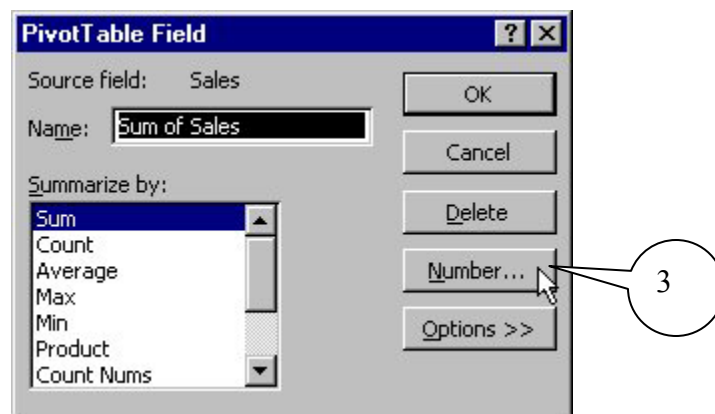 PivotTable Field
Source field: Sales
Name: Sum of Sales
Summarize by:
Sum
Count
Average
Max
Min
Product
Count Nums
OK
Cancel
Delete
Number...
Options >>
3